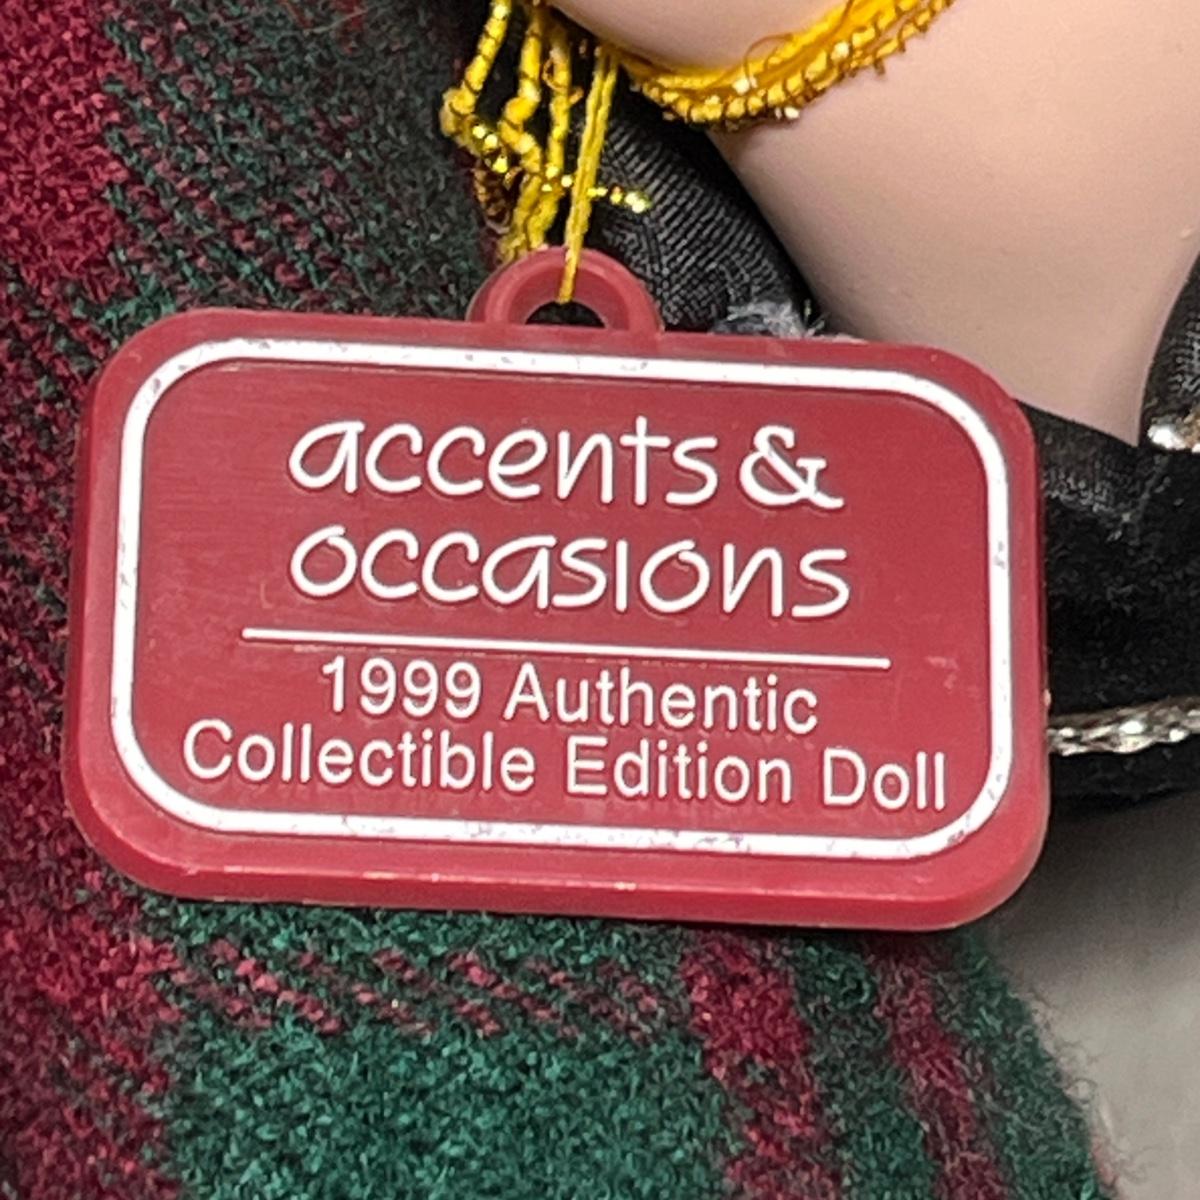 accents &
occasions
1999 Authentic
Collectible Edition Doll